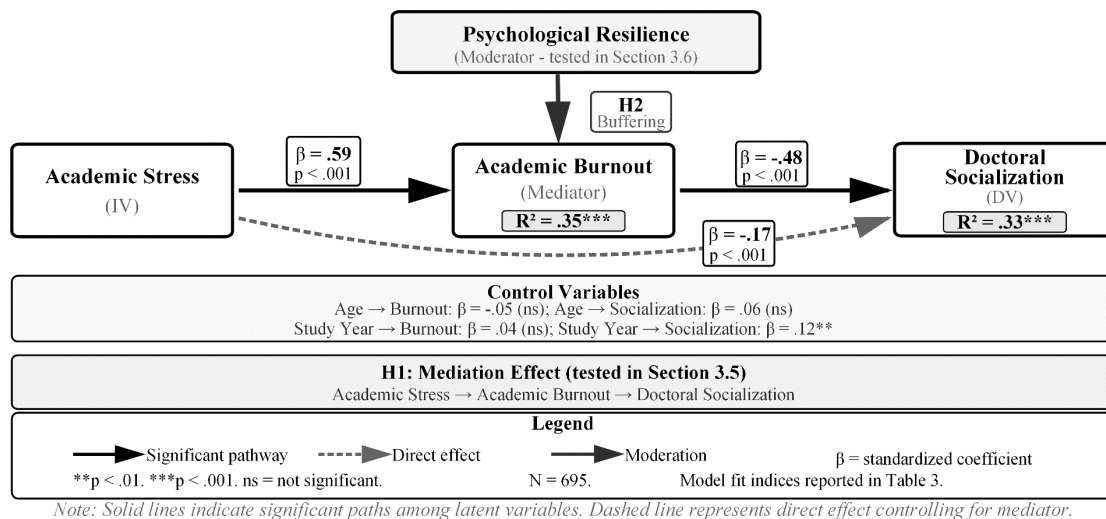 Psychological Resilience
(Moderator - tested in Section 3.6)
H2
Buffering
Academic Stress
(IV)
β = .59
p < .001
Academic Burnout
(Mediator)
R² = .35***
β = -.48
p < .001
Doctoral
Socialization
(DV)
R² = .33***
β = -.17
p < .001
Control Variables
Age → Burnout: β = -.05 (ns); Age → Socialization: β = .06 (ns)
Study Year → Burnout: β = .04 (ns); Study Year → Socialization: β = .12**
H1: Mediation Effect (tested in Section 3.5)
Academic Stress → Academic Burnout → Doctoral Socialization
Legend
Significant pathway
Direct effect
Moderation
β = standardized coefficient
**p < .01. ***p < .001. ns = not significant.
N = 695.
Model fit indices reported in Table 3.
Note: Solid lines indicate significant paths among latent variables. Dashed line represents direct effect controlling for mediator.